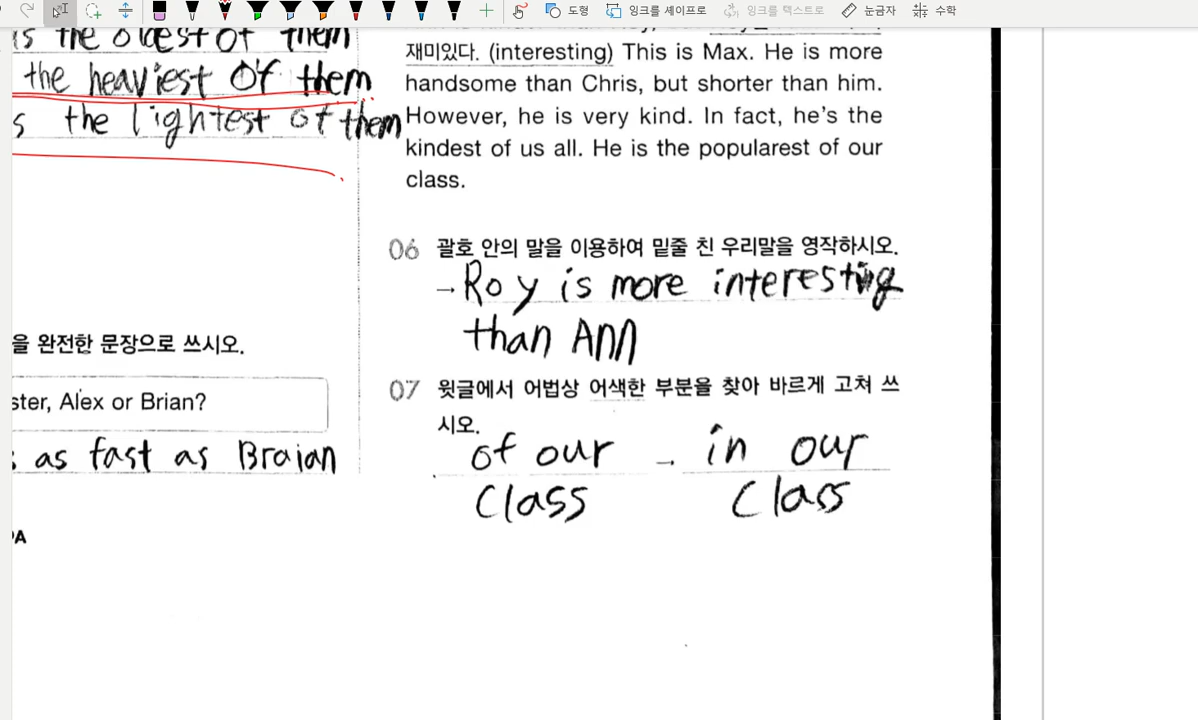 도형
잉크를 셰이프로
잉크를 텍스트로
눈금자
수학
is the oldest of them
the heaviest of them
s the lightest of them
을 완전한 문장으로 쓰시오.
ster, Alex or Brian?
as fast as Braian
PA
재미있다. (interesting) This is Max. He is more
handsome than Chris, but shorter than him.
However, he is very kind. In fact, he's the
kindest of us all. He is the popularest of our
class.
06 괄호 안의 말을 이용하여 밑줄 친 우리말을 영작하시오.
→ Roy is more interesting
than Ann
07 윗글에서 어법상 어색한 부분을 찾아 바르게 고쳐 쓰
시오.
of our → in our
class class